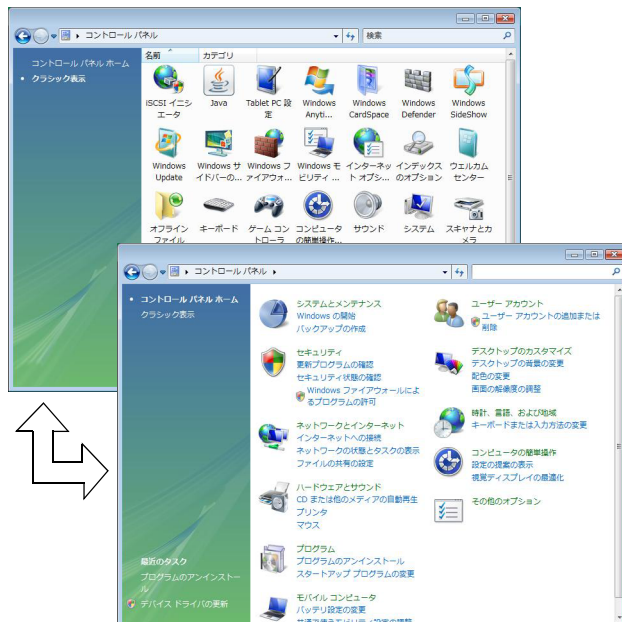 コントロール パネル
検索
コントロール パネル ホーム
クラシック表示
名前
カテゴリ
iSCSI イニシ
エータ
Java
Tablet PC 設
定
Windows
Anyti...
Windows
CardSpace
Windows
Defender
Windows
SideShow
Windows
Update
Windows サ
イドバーの...
Windows フ
ァイアウォ...
Windows モ
ビリティ ...
インターネッ
ト オプシ...
インデックス
のオプション
ウェルカム
センター
オフライン
ファイル
キーボード
ゲーム コン
トローラ
コンピュータ
の簡単操作...
サウンド
システム
スキャナとカ
メラ
コントロール パネル
コントロール パネル ホーム
クラシック表示
最近のタスク
プログラムのアンインストー
ル
デバイス ドライバの更新
システムとメンテナンス
Windows の開始
バックアップの作成
セキュリティ
更新プログラムの確認
セキュリティ状態の確認
Windows ファイアウォールによ
るプログラムの許可
ネットワークとインターネット
インターネットへの接続
ネットワークの状態とタスクの表示
ファイルの共有の設定
ハードウェアとサウンド
CD または他のメディアの自動再生
プリンタ
マウス
プログラム
プログラムのアンインストール
スタートアップ プログラムの変更
モバイル コンピュータ
バッテリ設定の変更
ユーザー アカウント
ユーザー アカウントの追加または
削除
デスクトップのカスタマイズ
デスクトップの背景の変更
配色の変更
画面の解像度の調整
時計、言語、および地域
キーボードまたは入力方法の変更
コンピュータの簡単操作
設定の提案の表示
視覚ディスプレイの最適化
その他のオプション